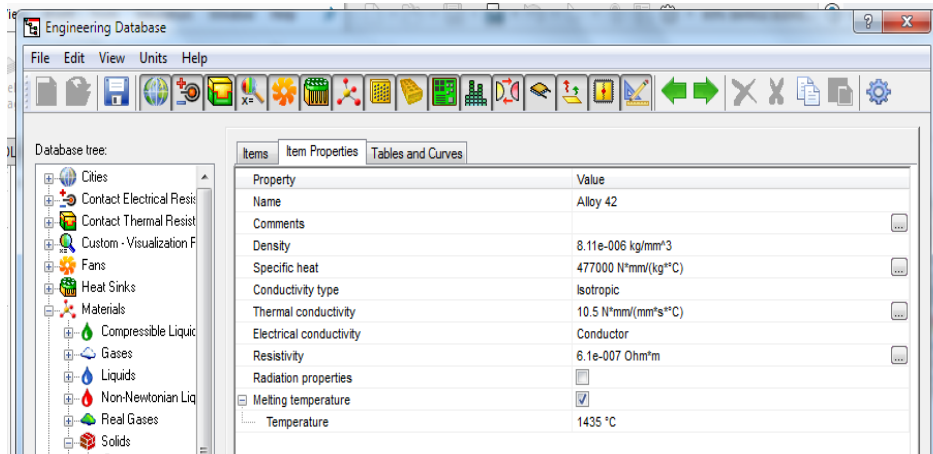 Engineering Database
File Edit View Units Help
Database tree:
Items Item Properties Tables and Curves
Cities
Contact Electrical Resis
Contact Thermal Resist
Custom - Visualization F
Fans
Heat Sinks
Materials
Compressible Liquid
Gases
Liquids
Non-Newtonian Liq
Real Gases
Solids
Property Value
Name Alloy 42
Comments
Density 8.11e-006 kg/mm^3
Specific heat 477000 N*mm/(kg*°C)
Conductivity type Isotropic
Thermal conductivity 10.5 N*mm/(mm*s*°C)
Electrical conductivity Conductor
Resistivity 6.1e-007 Ohm*m
Radiation properties
Melting temperature
Temperature 1435 °C